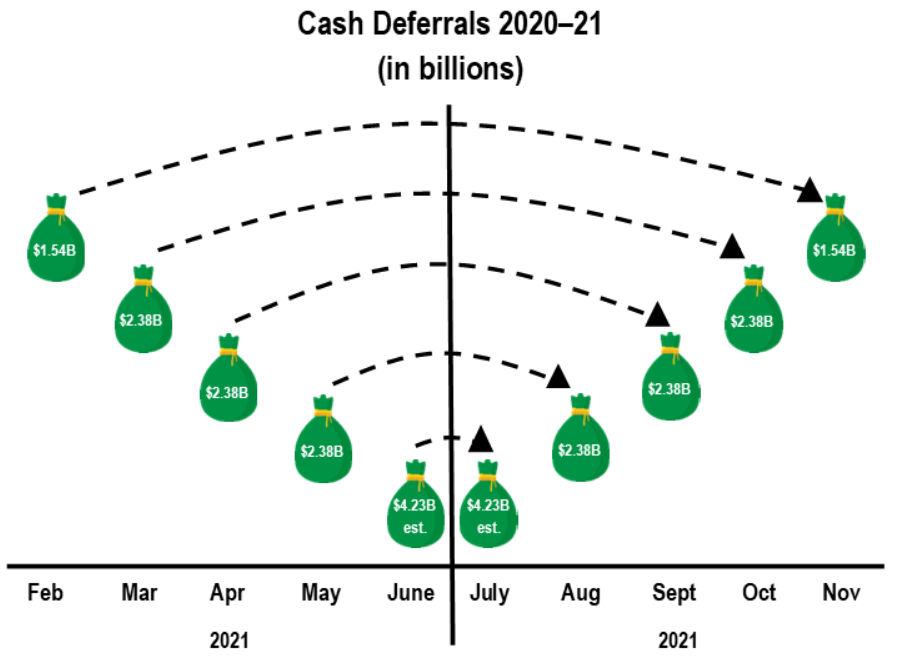 Cash Deferrals 2020–21
(in billions)
$1.54B
$1.54B
$2.38B
$2.38B
$2.38B
$2.38B
$2.38B
$2.38B
$4.23B
est.
$4.23B
est.
Feb Mar Apr May June July Aug Sept Oct Nov
2021 2021